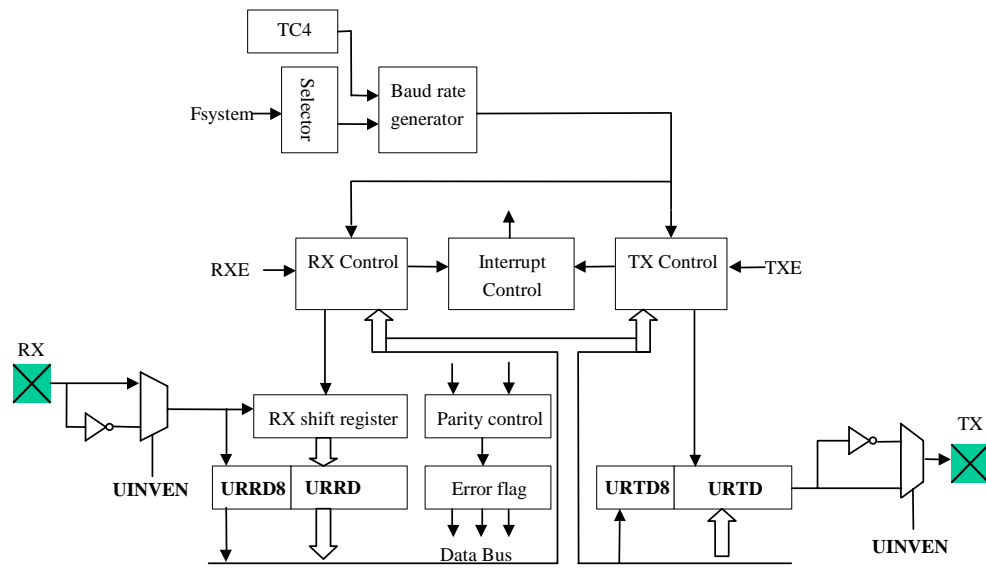 TC4
Fsystem
Selector
Baud rate
generator
RXE
RX Control
Interrupt
Control
TX Control
TXE
RX
RX shift register
Parity control
TX
UINVEN
URRD8
URRD
Error flag
URTD8
URTD
UINVEN
Data Bus